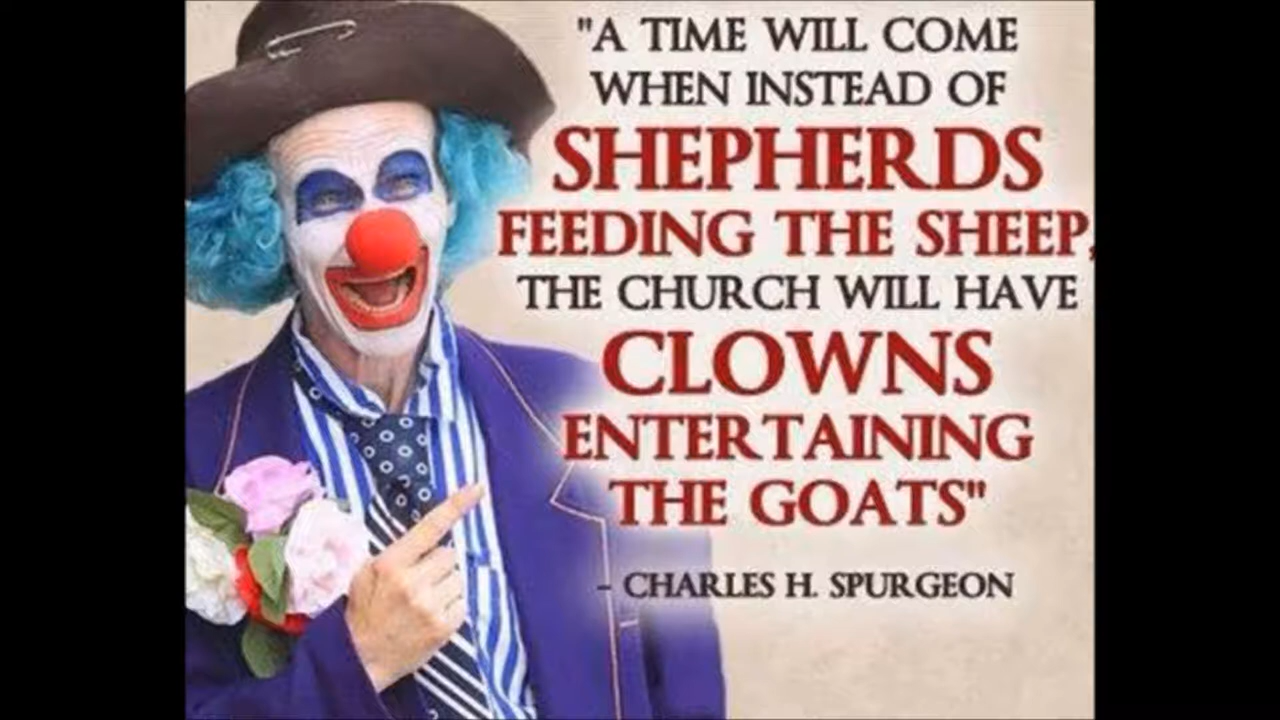 "A TIME WILL COME
WHEN INSTEAD OF
SHEPHERDS
FEEDING THE SHEEP,
THE CHURCH WILL HAVE
CLOWNS
ENTERTAINING
THE GOATS"
- CHARLES H. SPURGEON